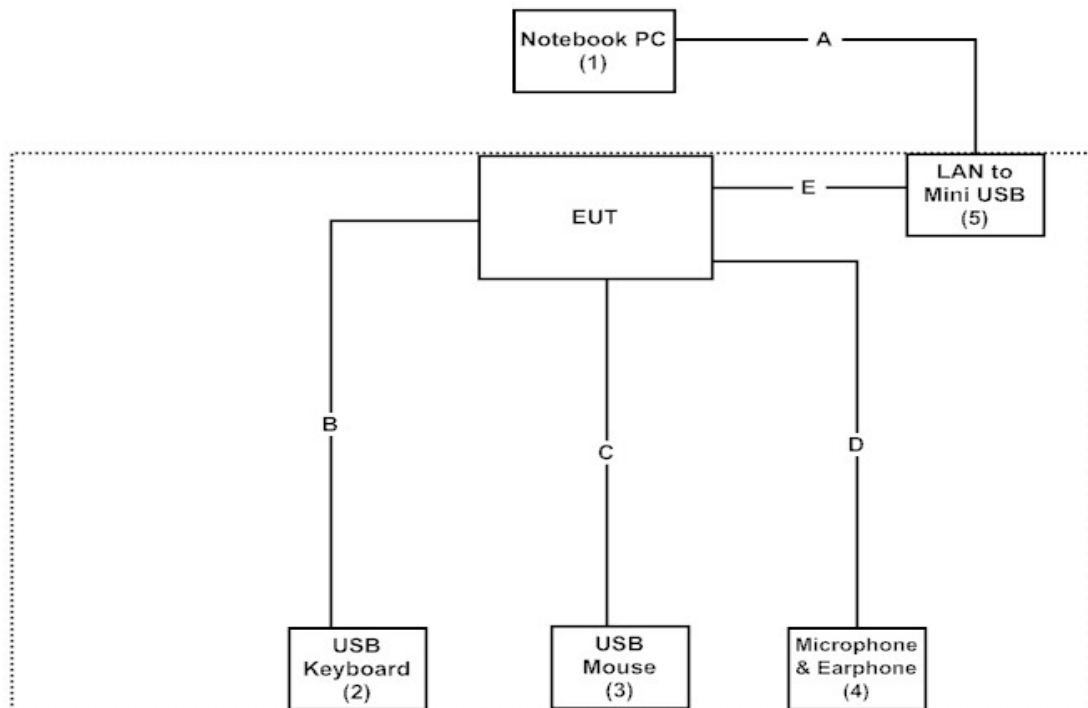 Notebook PC
(1)
A
LAN to
Mini USB
(5)
E
EUT
B
C
D
USB
Keyboard
(2)
USB
Mouse
(3)
Microphone
& Earphone
(4)